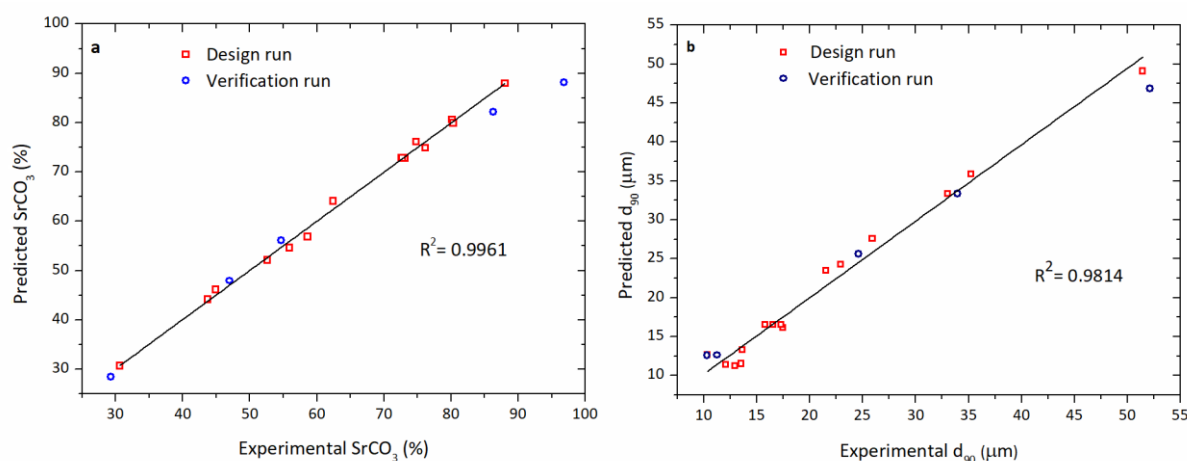 a
Design run
Verification run
R²= 0.9961
100
90
80
70
60
50
40
30
Predicted SrCO₃ (%)
30 40 50 60 70 80 90 100
Experimental SrCO₃ (%)
b
Design run
Verification run
R²= 0.9814
55
50
45
40
35
30
25
20
15
10
Predicted d₉₀ (μm)
10 15 20 25 30 35 40 45 50 55
Experimental d₉₀ (μm)